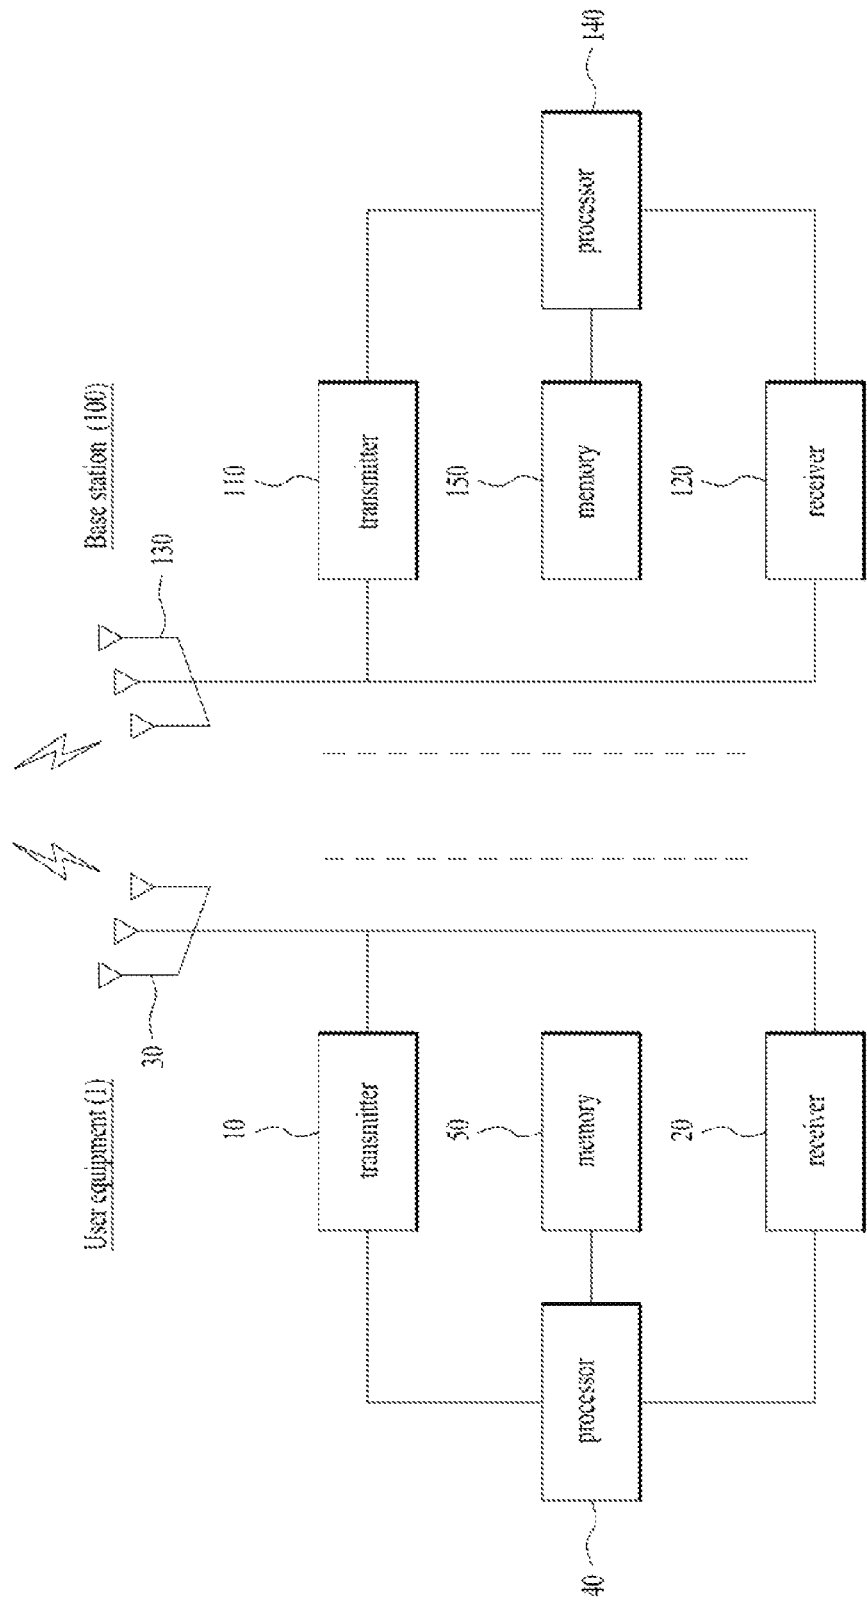 User equipment (1)
Base station (100)
30
130
10
transmitter
110
transmitter
40
processor
50
memory
150
memory
140
processor
20
receiver
120
receiver